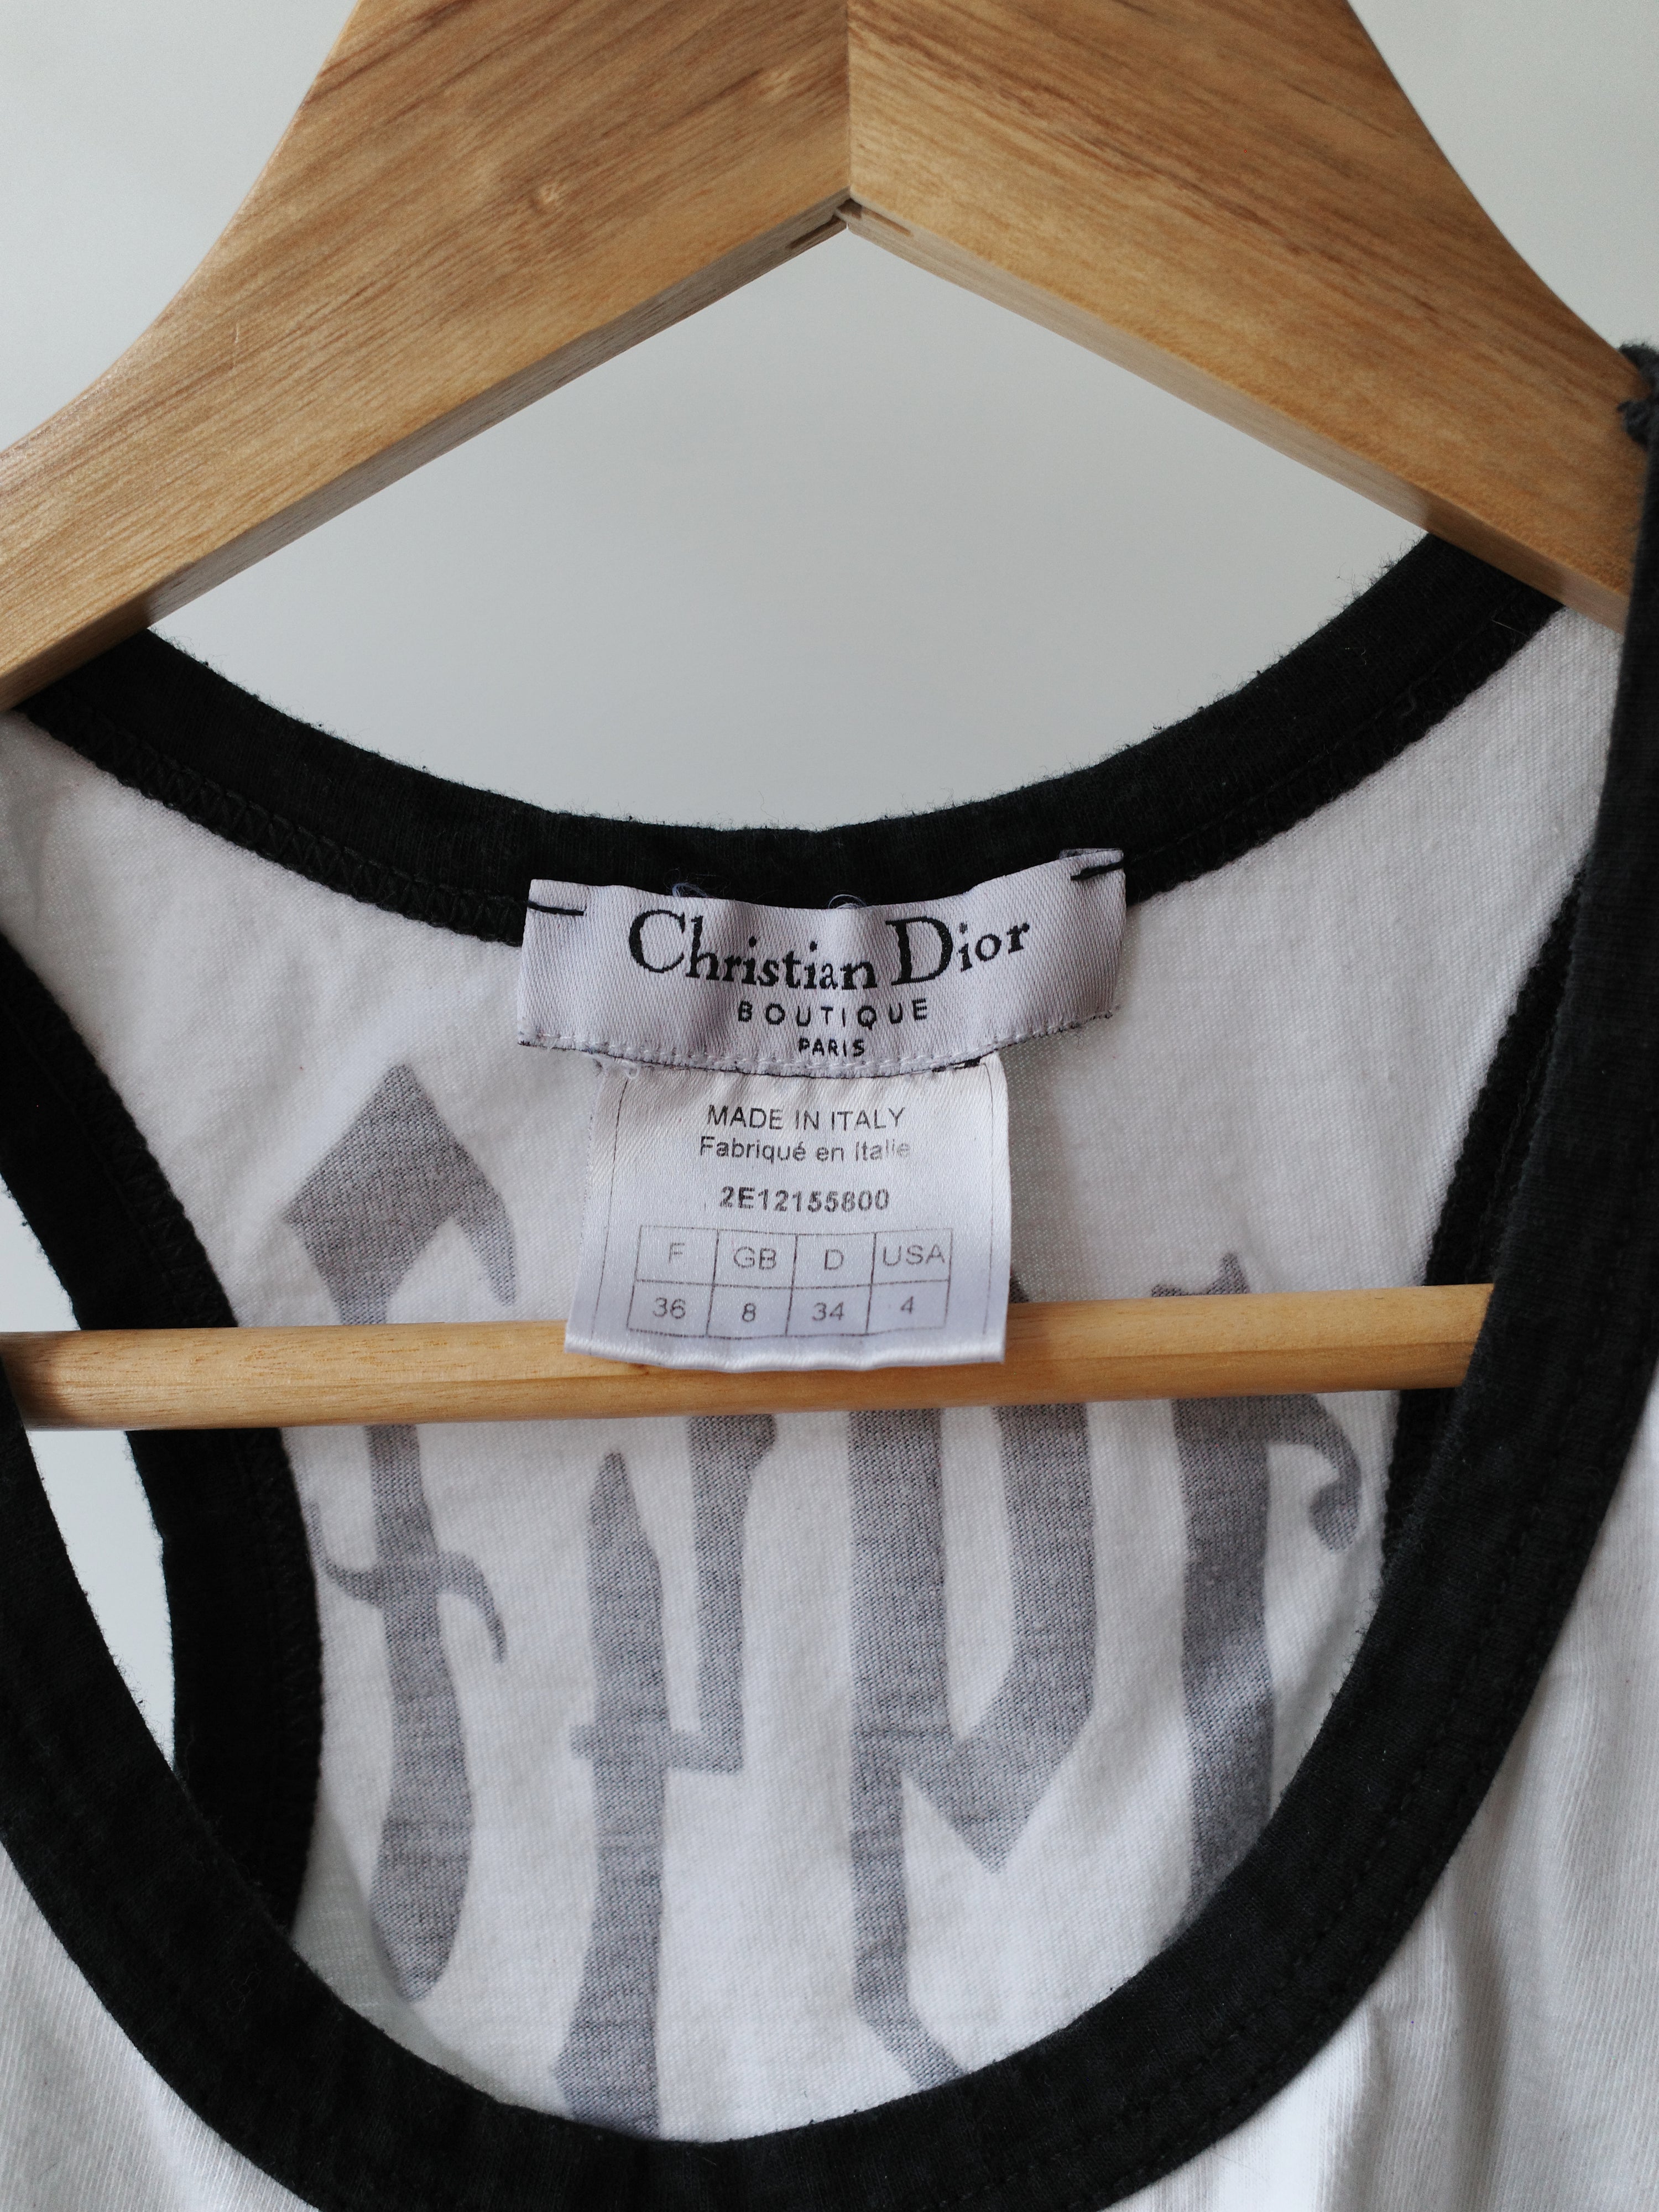 Christian Dior
BOUTIQUE
PARIS
MADE IN ITALY
Fabriqué en Italie
2E12155800
F GB D USA
36 8 34 4